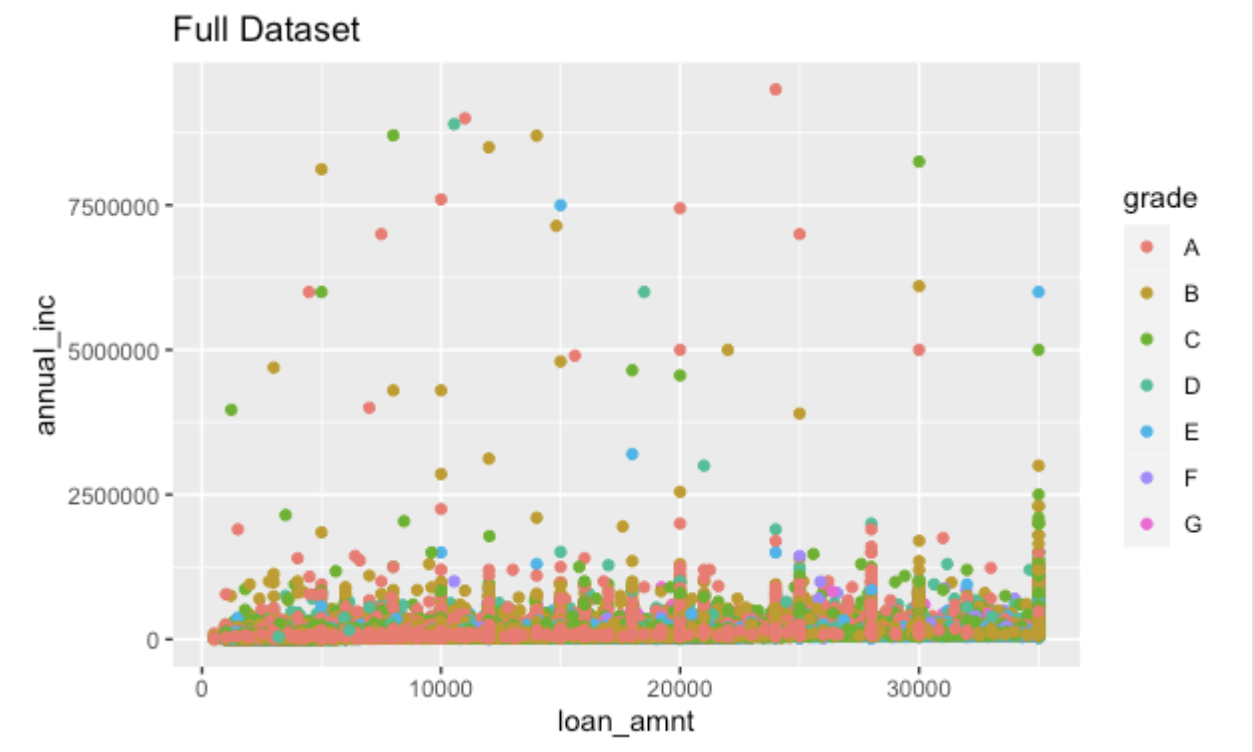 Full Dataset
annual_inc
7500000
5000000
2500000
0
0 10000 20000 30000
loan_amnt
grade
A
B
C
D
E
F
G